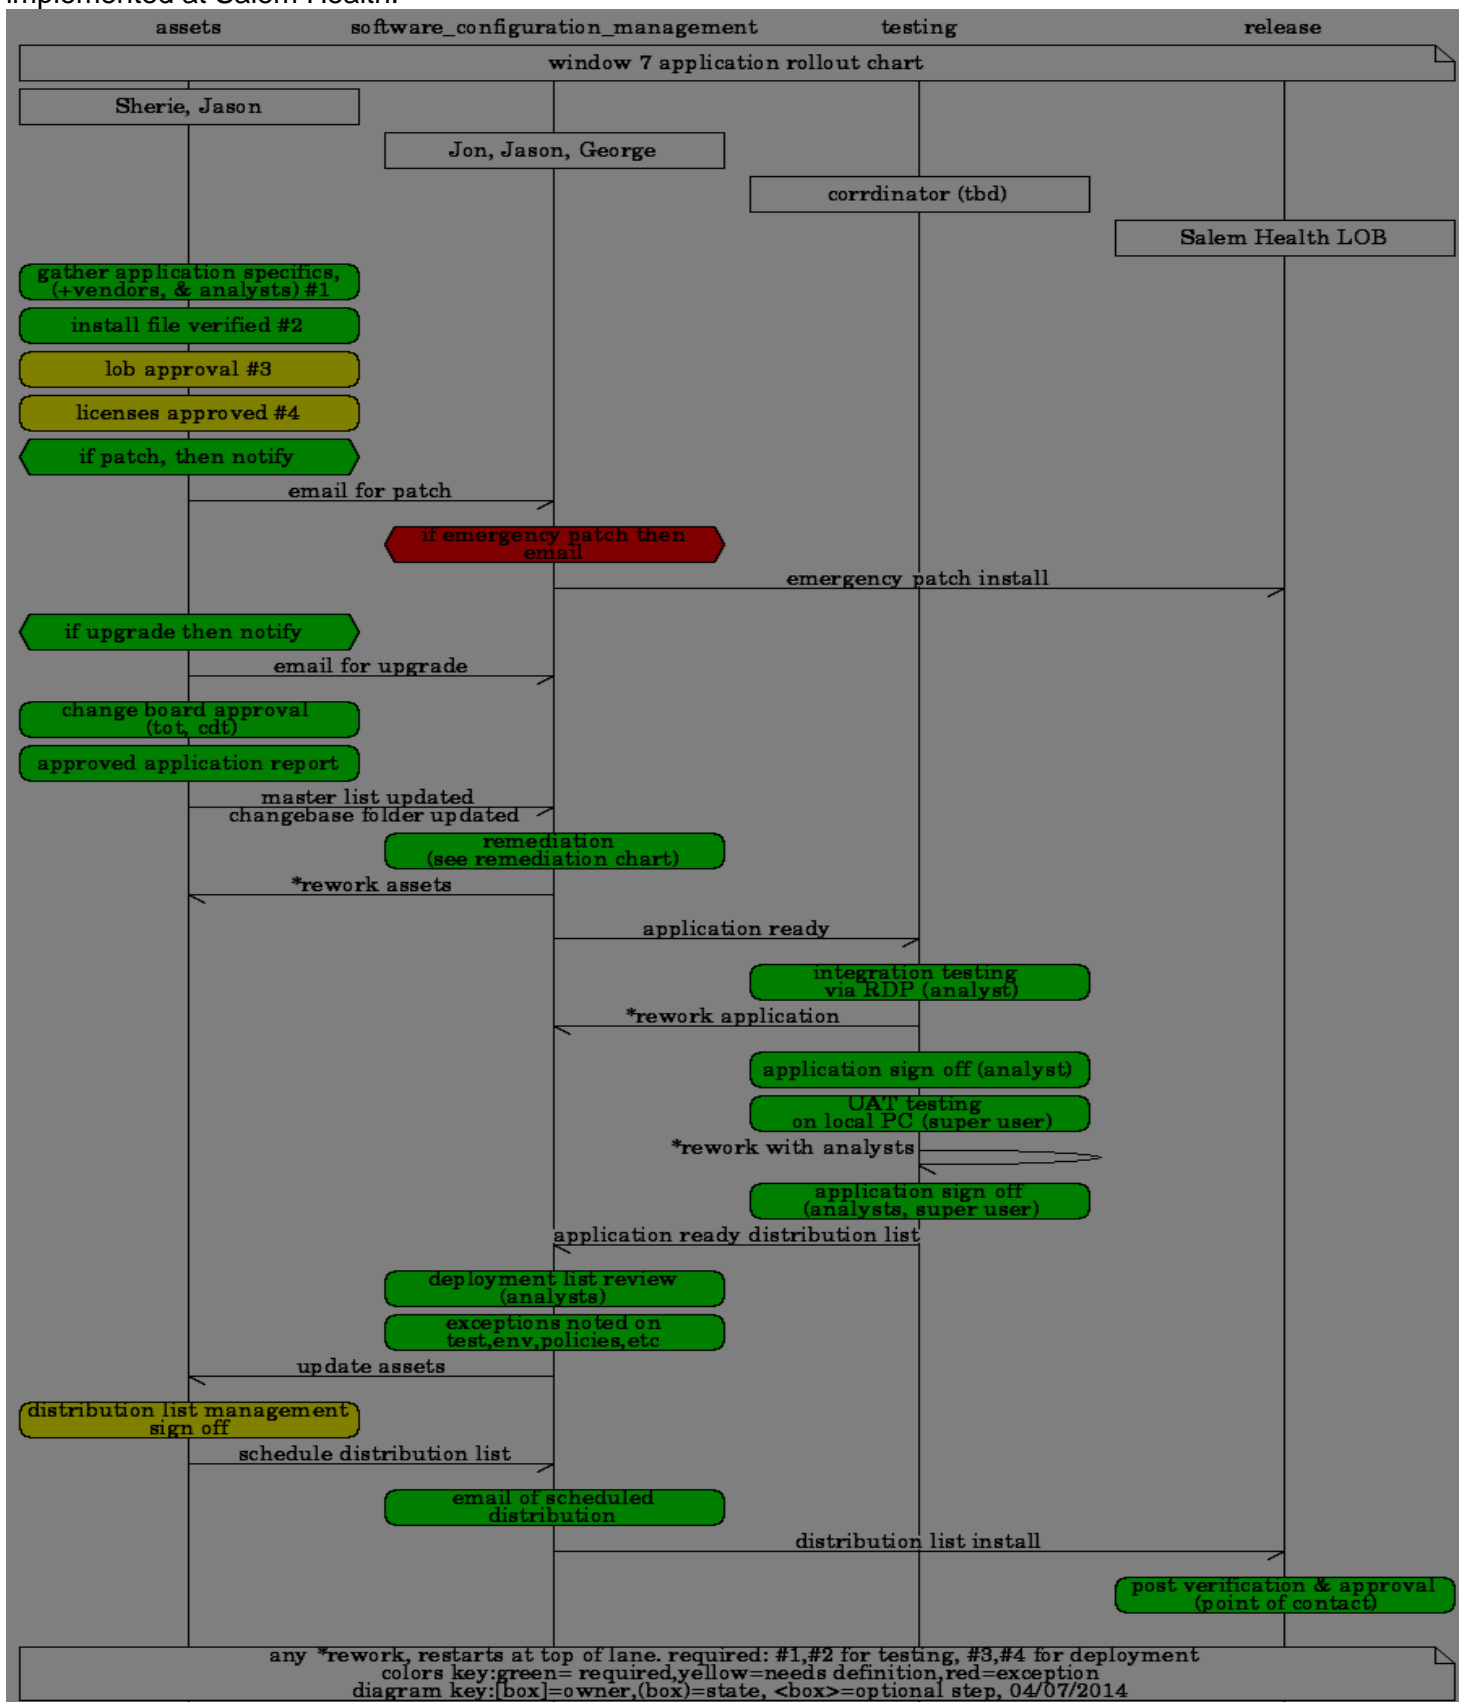 implemented at Salem Health.
assets software_configuration_management testing release
window 7 application rollout chart
Sherie, Jason
Jon, Jason, George
corrdinator (tbd)
Salem Health LOB
gather application specifics,
(+vendors, & analysts) #1
install file verified #2
lob approval #3
licenses approved #4
if patch, then notify
email for patch
if emergency patch then
email
emergency patch install
if upgrade then notify
email for upgrade
change board approval
(tot, cdt)
approved application report
master list updated
changebase folder updated
remediation
(see remediation chart)
*rework assets
application ready
integration testing
via RDP (analyst)
*rework application
application sign off (analyst)
UAT testing
on local PC (super user)
*rework with analysts
application sign off
(analysts, super user)
application ready distribution list
deployment list review
(analysts)
exceptions noted on
test,env,policies,etc
update assets
distribution list management
sign off
schedule distribution list
email of scheduled
distribution
distribution list install
post verification & approval
(point of contact)
any *rework, restarts at top of lane. required: #1,#2 for testing, #3,#4 for deployment
colors key:green= required,yellow=needs definition,red=exception
diagram key:[box]=owner,(box)=state, <box>=optional step, 04/07/2014